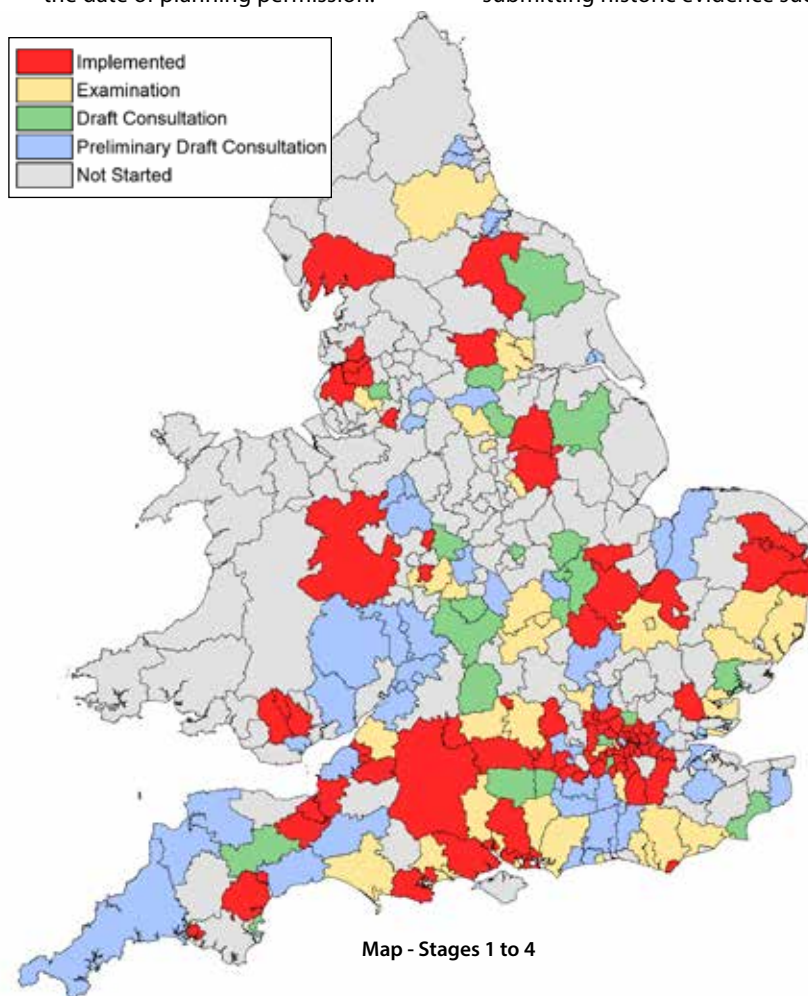 the date of planning permission.
submitting historic evidence suc
Implemented
Examination
Draft Consultation
Preliminary Draft Consultation
Not Started
Map - Stages 1 to 4